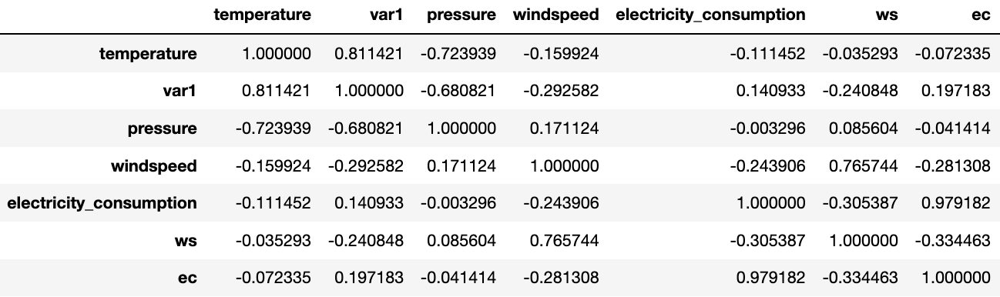 temperature var1 pressure windspeed electricity_consumption ws ec
temperature 1.000000 0.811421 -0.723939 -0.159924 -0.111452 -0.035293 -0.072335
var1 0.811421 1.000000 -0.680821 -0.292582 0.140933 -0.240848 0.197183
pressure -0.723939 -0.680821 1.000000 0.171124 -0.003296 0.085604 -0.041414
windspeed -0.159924 -0.292582 0.171124 1.000000 -0.243906 0.765744 -0.281308
electricity_consumption -0.111452 0.140933 -0.003296 -0.243906 1.000000 -0.305387 0.979182
ws -0.035293 -0.240848 0.085604 0.765744 -0.305387 1.000000 -0.334463
ec -0.072335 0.197183 -0.041414 -0.281308 0.979182 -0.334463 1.000000